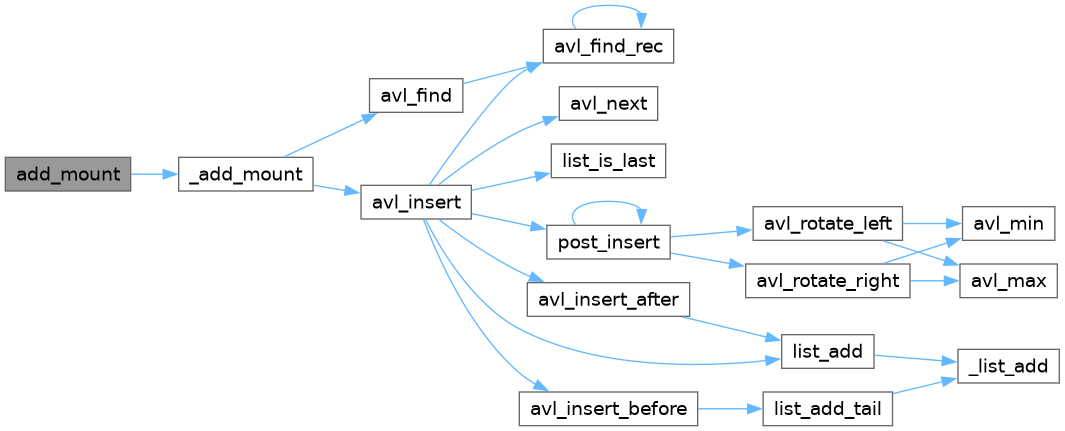 add_mount
_add_mount
avl_find
avl_insert
avl_find_rec
avl_next
list_is_last
post_insert
avl_insert_after
avl_insert_before
avl_rotate_left
avl_rotate_right
list_add
list_add_tail
avl_min
avl_max
_list_add